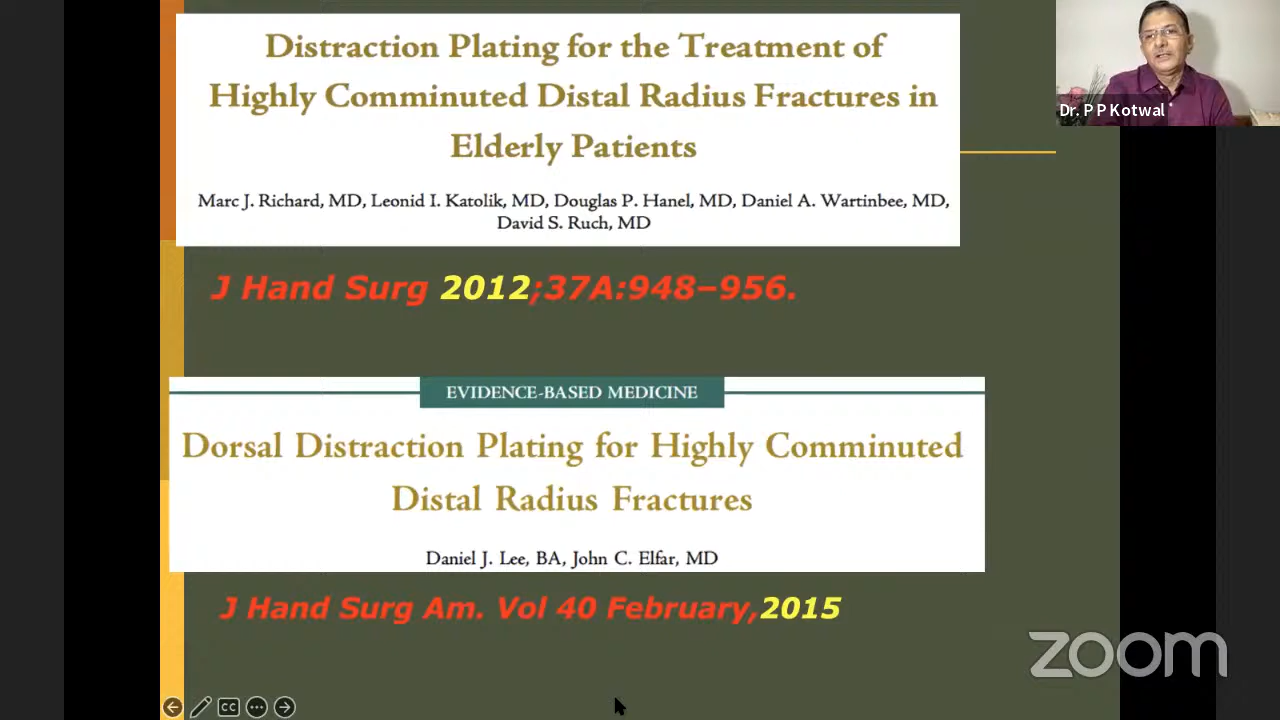 Distraction Plating for the Treatment of
Highly Comminuted Distal Radius Fractures in
Elderly Patients
Marc J. Richard, MD, Leonid I. Katolik, MD, Douglas P. Hanel, MD, Daniel A. Wartinbee, MD,
David S. Ruch, MD
J Hand Surg 2012;37A:948–956.
EVIDENCE-BASED MEDICINE
Dorsal Distraction Plating for Highly Comminuted
Distal Radius Fractures
Daniel J. Lee, BA, John C. Elfar, MD
J Hand Surg Am. Vol 40 February,2015
Dr. P P Kotwal
zoom
CC